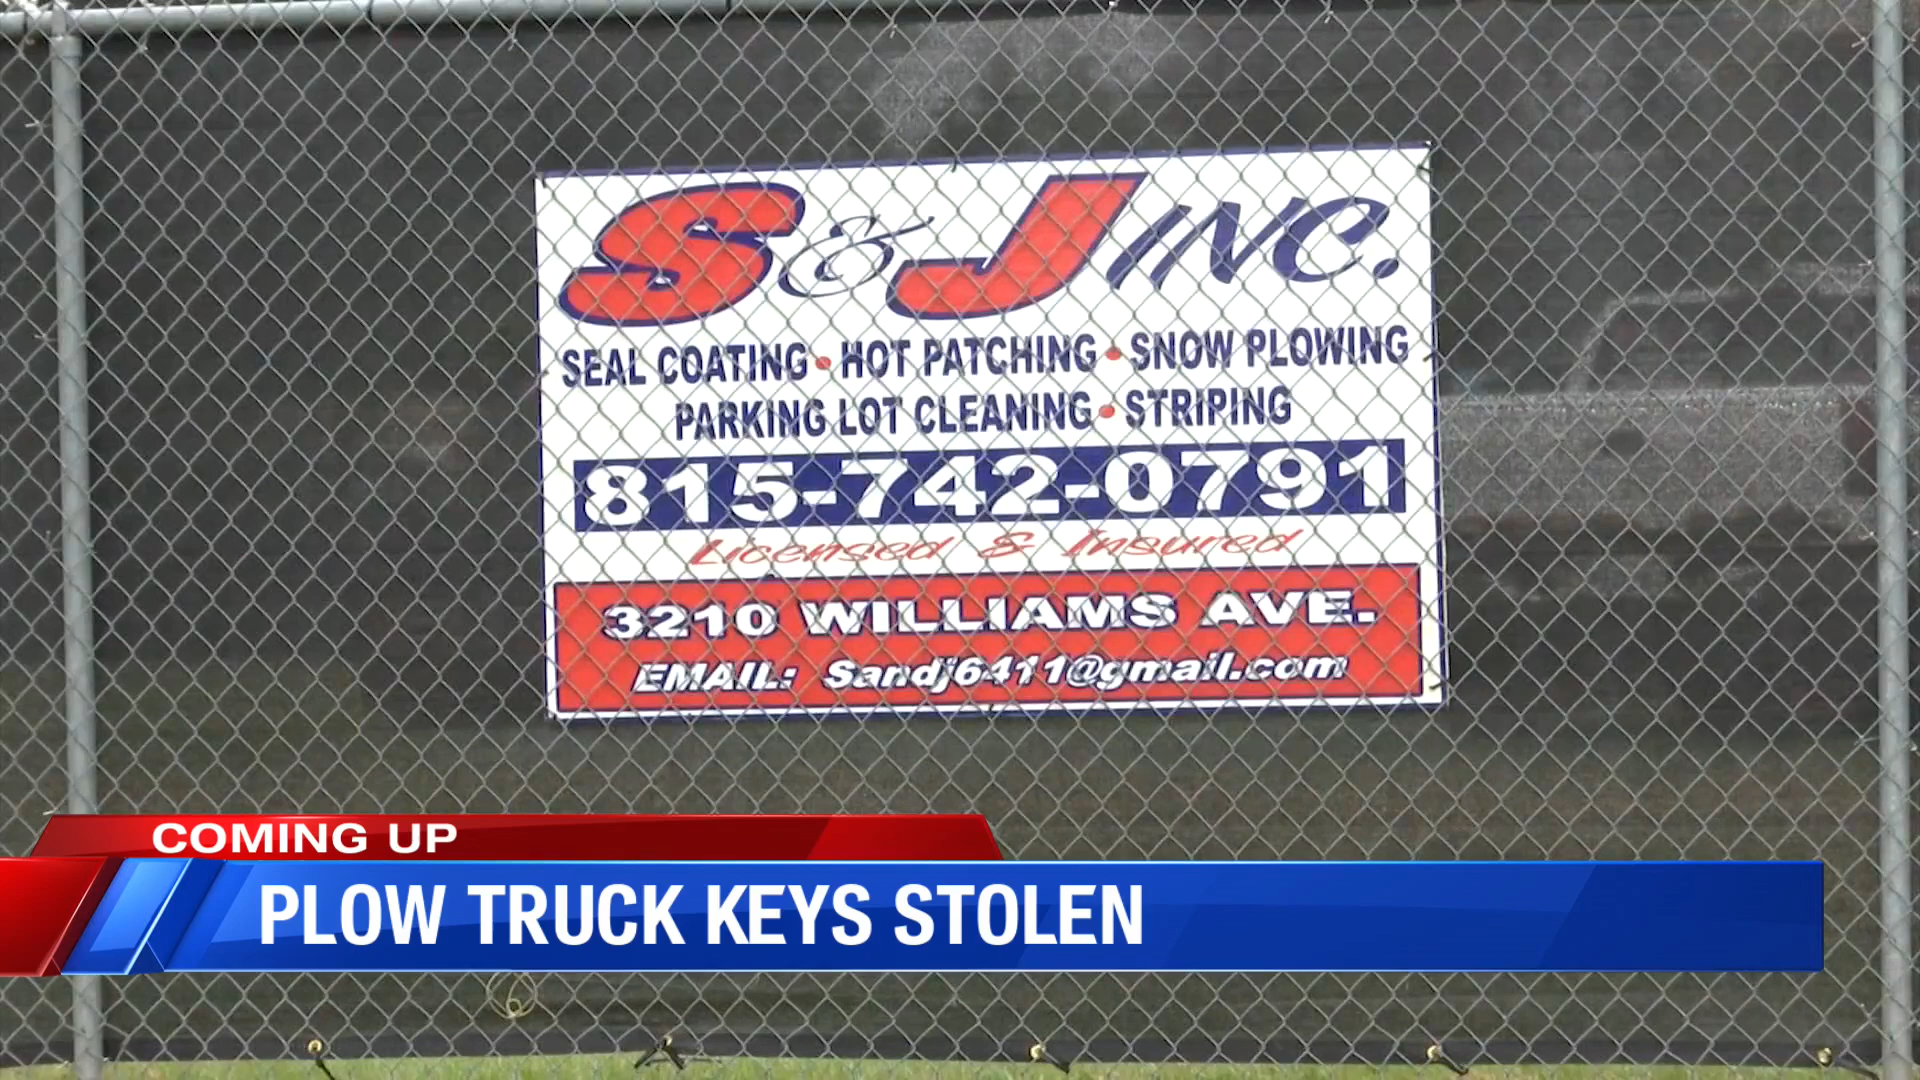 S & J INC.
SEAL COATING • HOT PATCHING • SNOW PLOWING
PARKING LOT CLEANING • STRIPING
815-742-0791
Licensed & Insured
3210 WILLIAMS AVE.
EMAIL: Sandj6411@gmail.com
COMING UP
PLOW TRUCK KEYS STOLEN